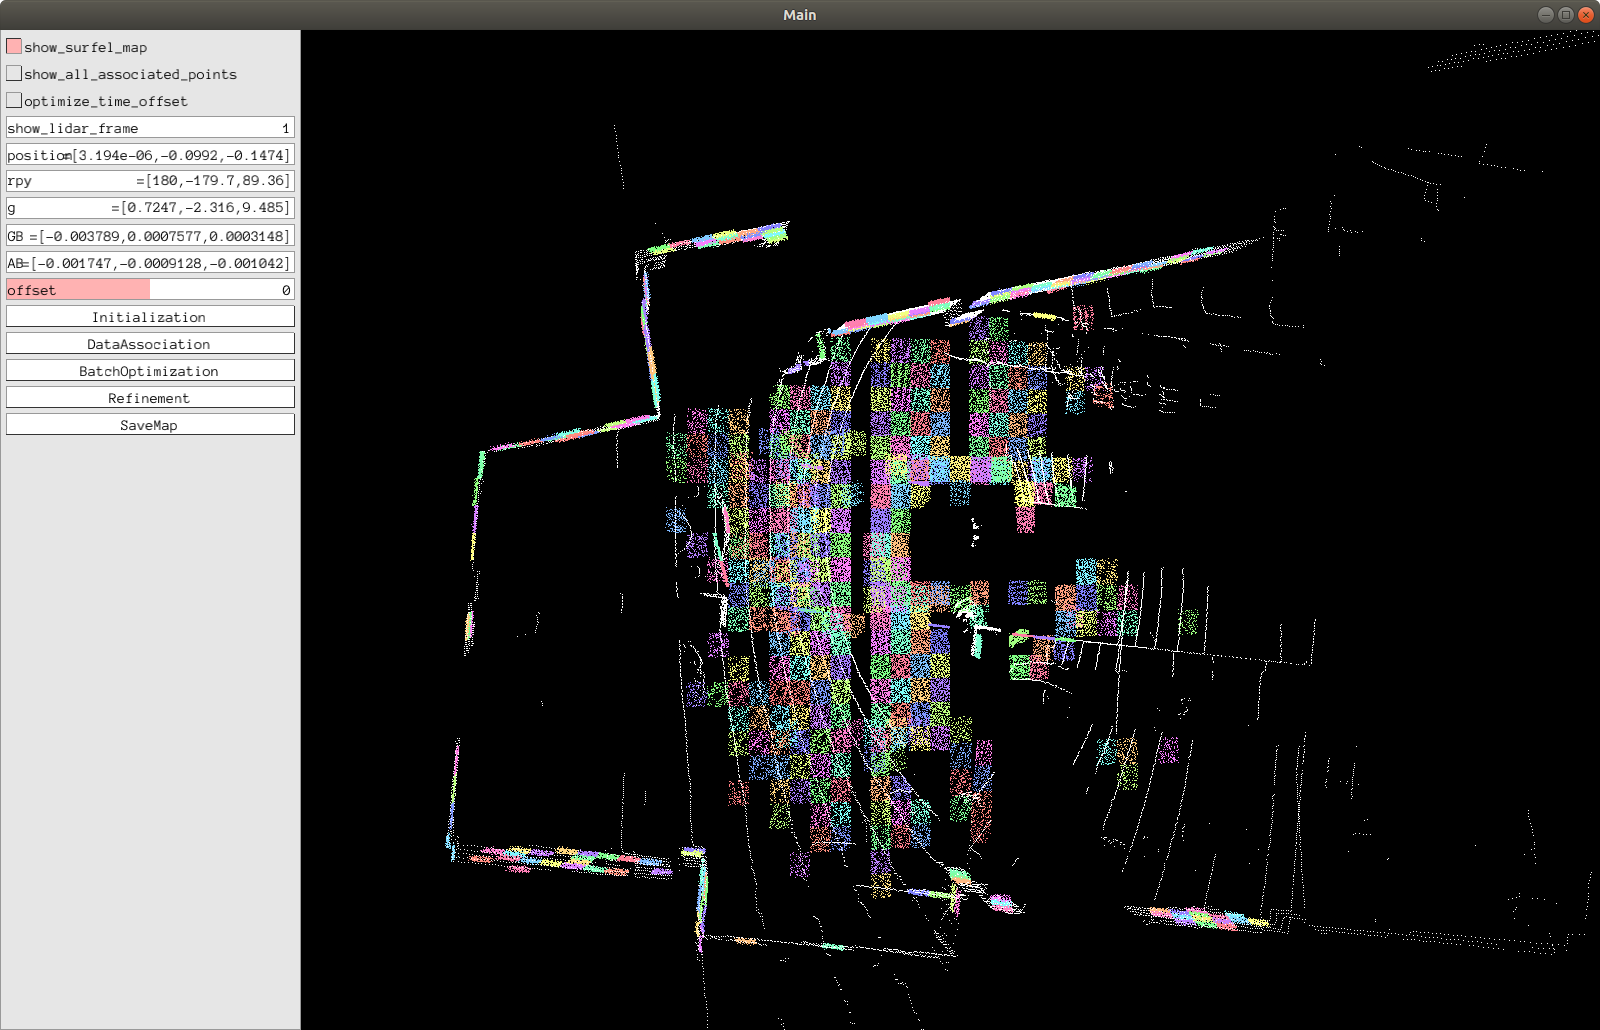 Main
show_surfel_map
show_all_associated_points
optimize_time_offset
show_lidar_frame 1
position=[3.194e-06,-0.0992,-0.1474]
rpy =[180,-179.7,89.36]
g =[0.7247,-2.316,9.485]
GB =[-0.003789,0.0007577,0.0003148]
AB=[-0.001747,-0.0009128,-0.001042]
offset 0
Initialization
DataAssociation
BatchOptimization
Refinement
SaveMap